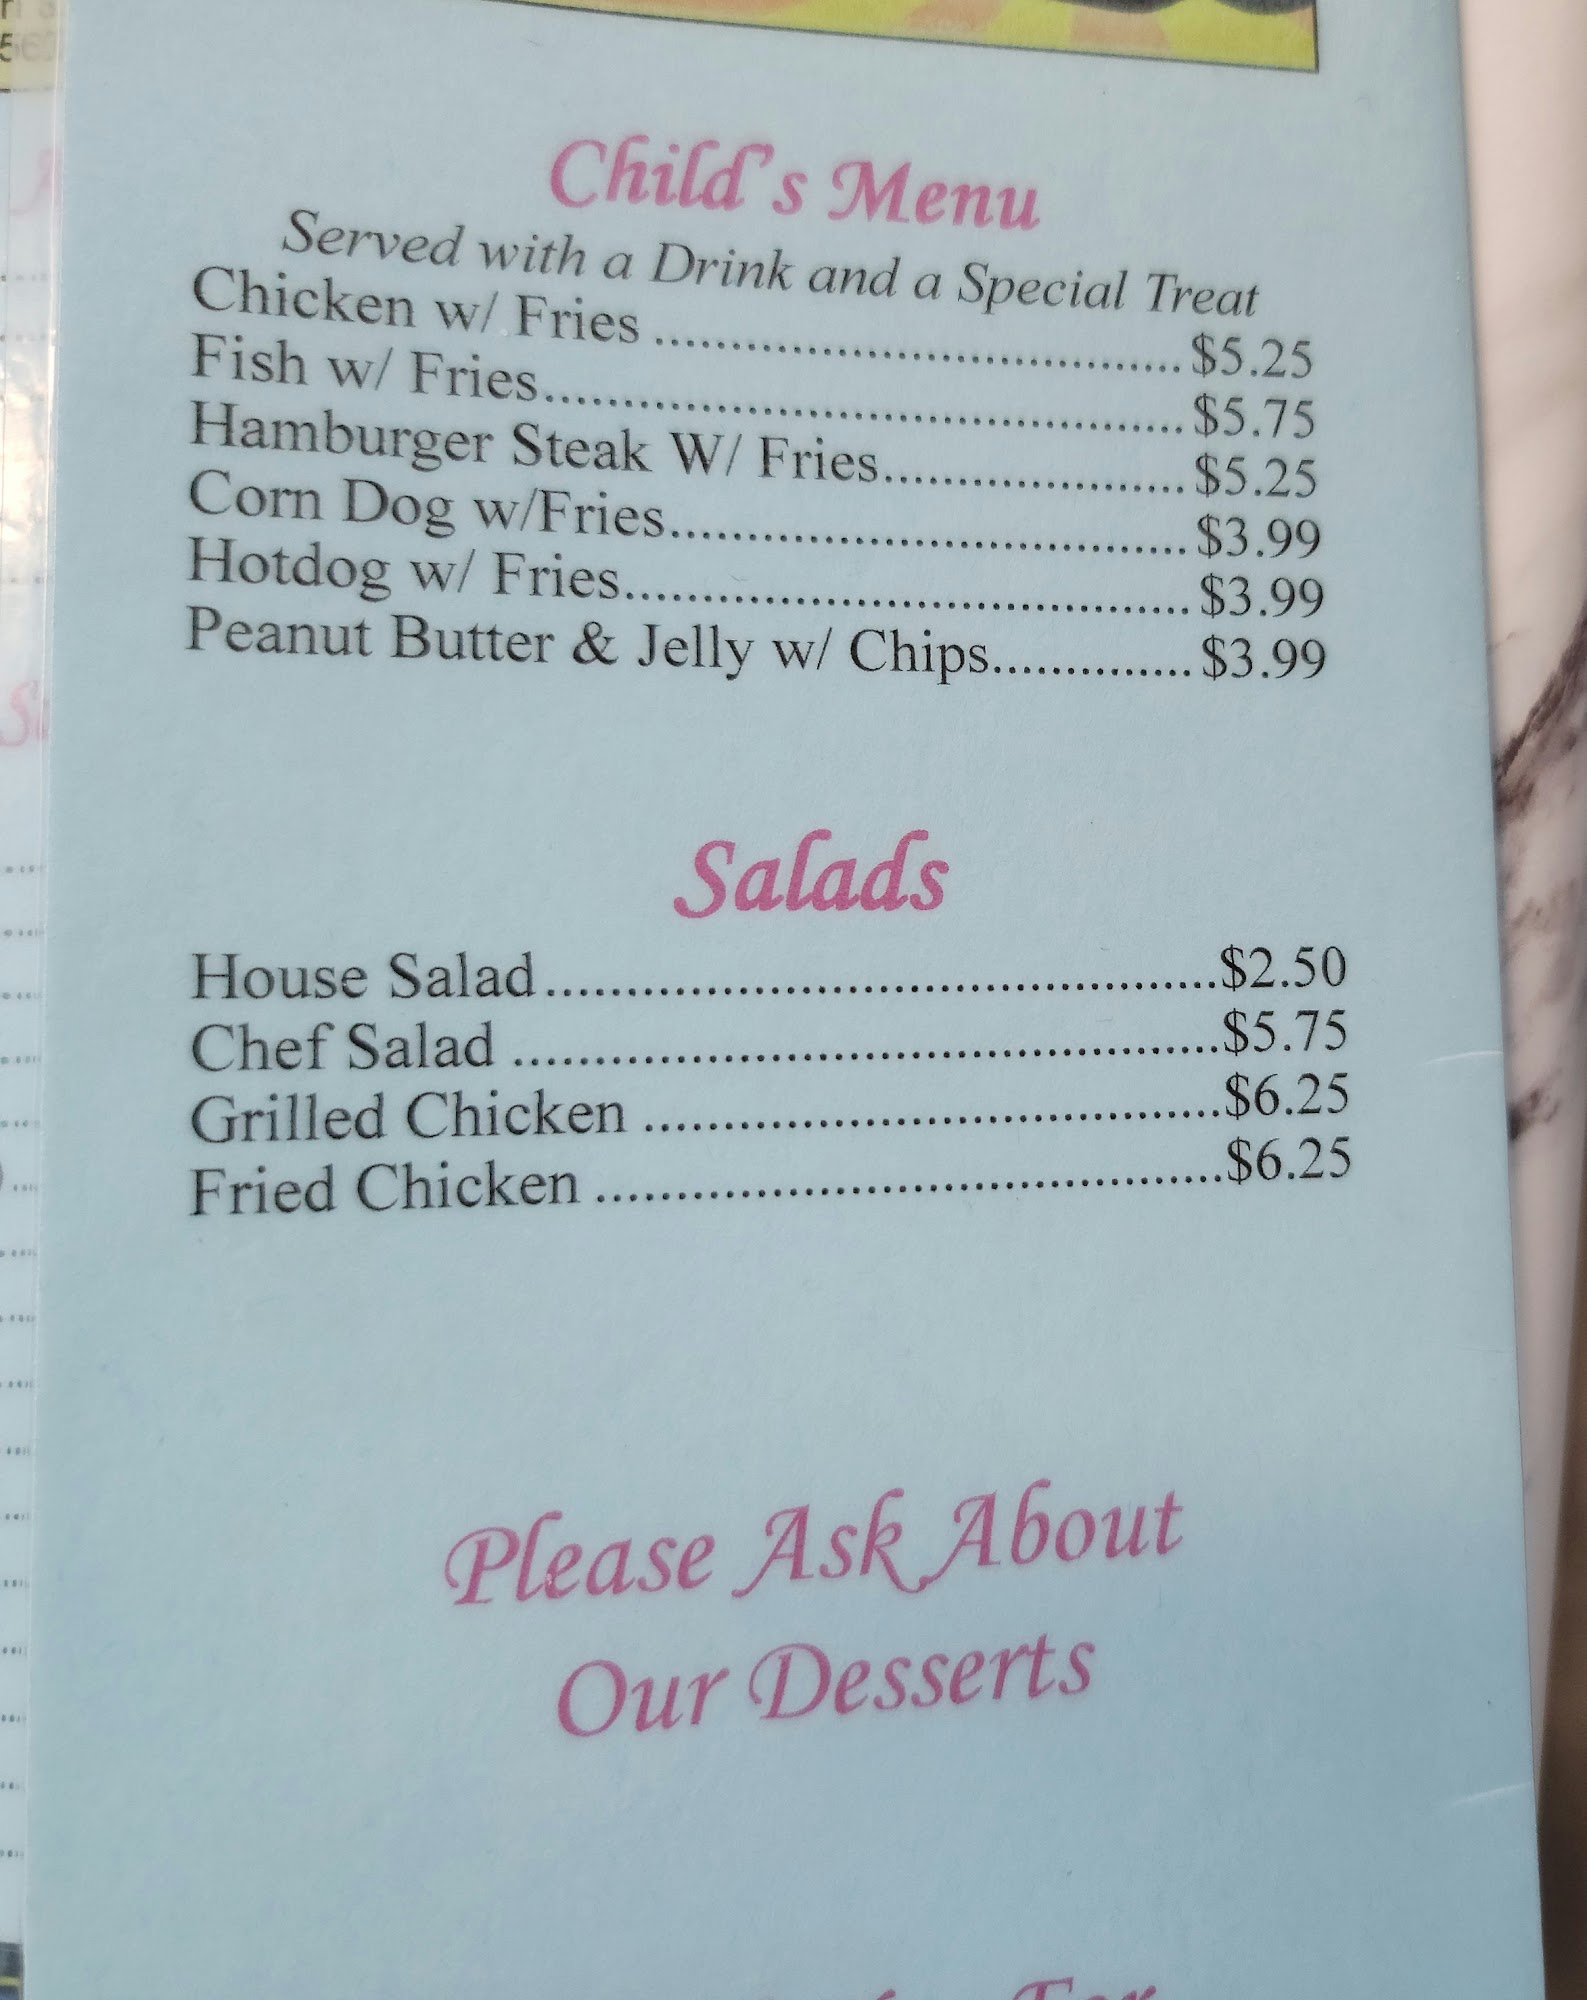 Child's Menu
Served with a Drink and a Special Treat
Chicken w/ Fries ........................................ $5.25
Fish w/ Fries................................................ $5.75
Hamburger Steak W/ Fries....................... $5.25
Corn Dog w/Fries....................................... $3.99
Hotdog w/ Fries........................................... $3.99
Peanut Butter & Jelly w/ Chips............... $3.99
Salads
House Salad..................................................$2.50
Chef Salad .....................................................$5.75
Grilled Chicken ...........................................$6.25
Fried Chicken ...............................................$6.25
Please Ask About
Our Desserts
For